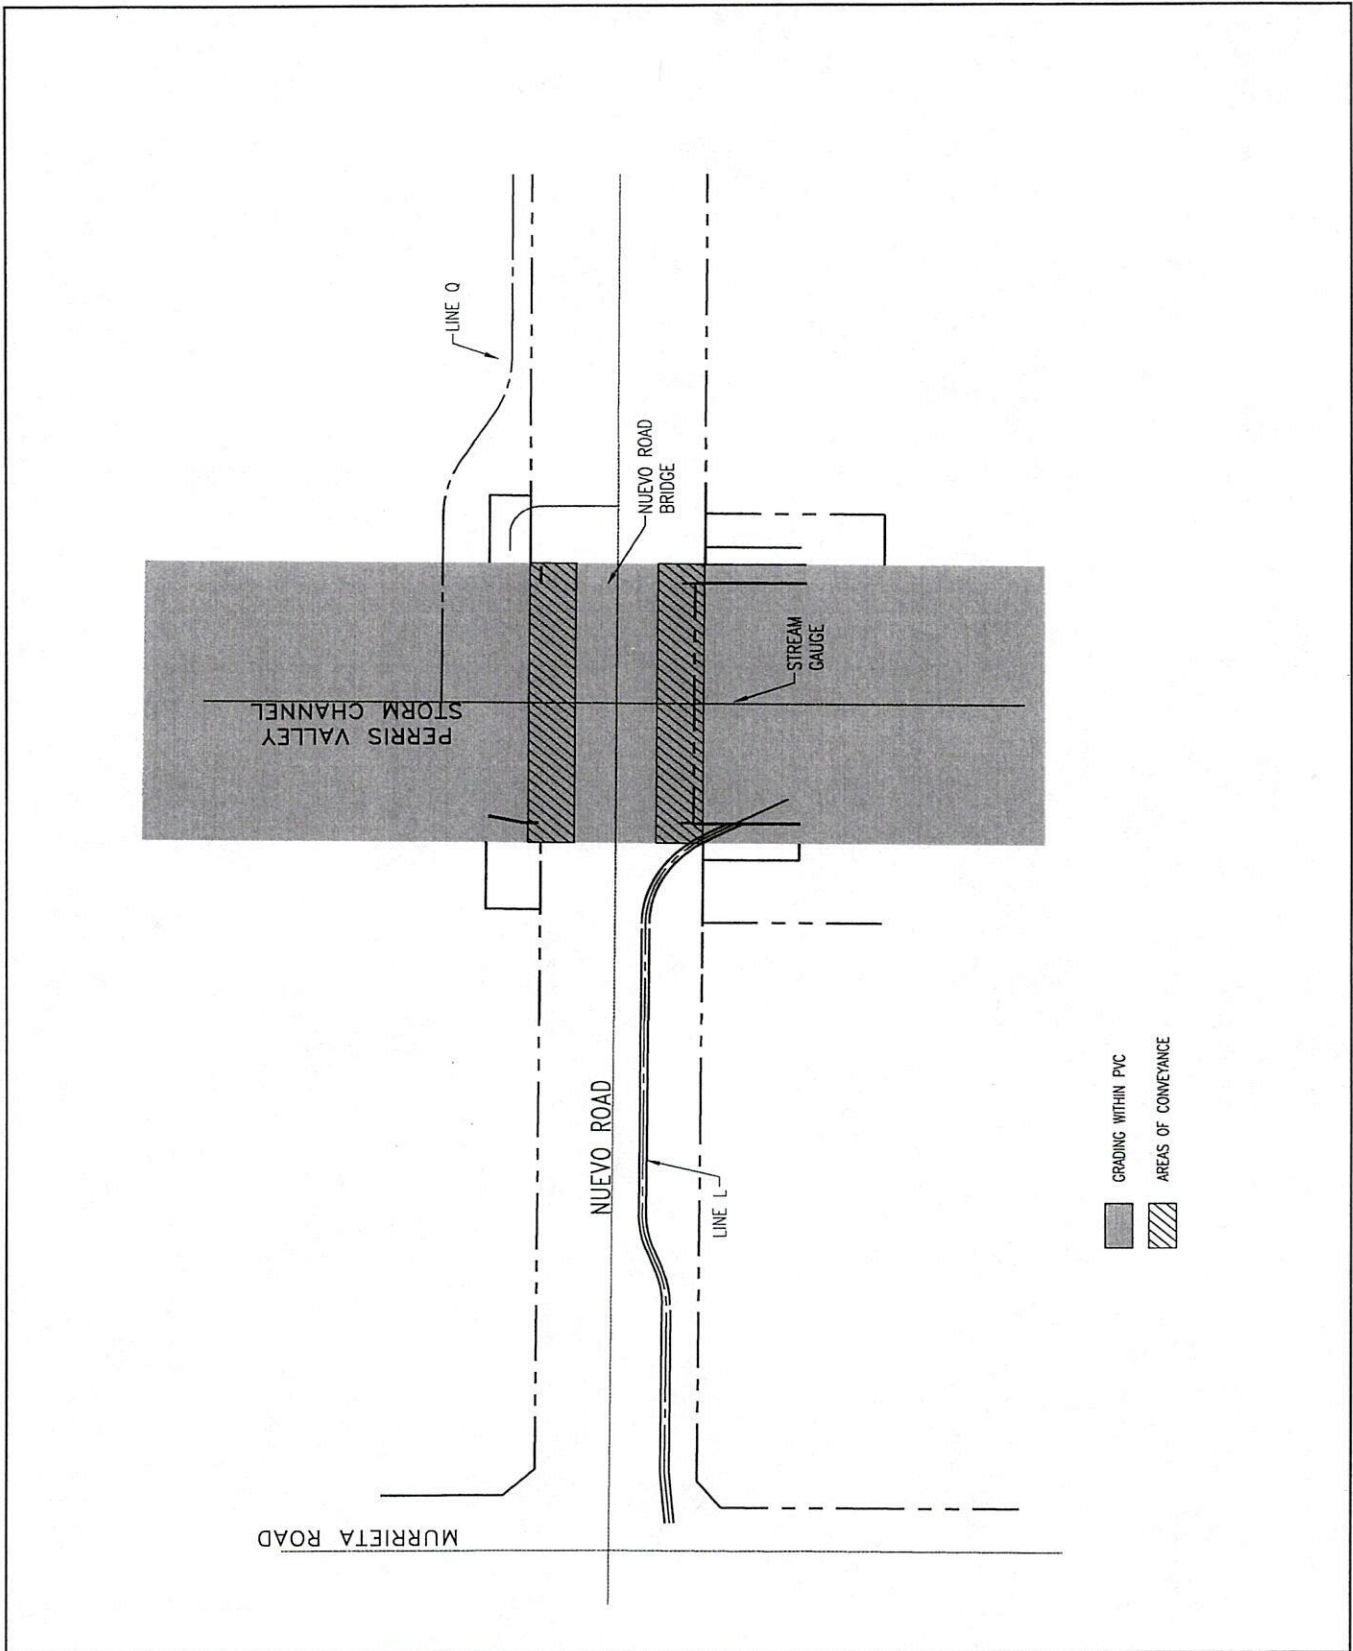 LINE Q
NUEVO ROAD
BRIDGE
STREAM
GAUGE
PERRIS VALLEY
STORM CHANNEL
NUEVO ROAD
LINE L
MURRIETA ROAD
GRADING WITHIN PVC
AREAS OF CONVEYANCE